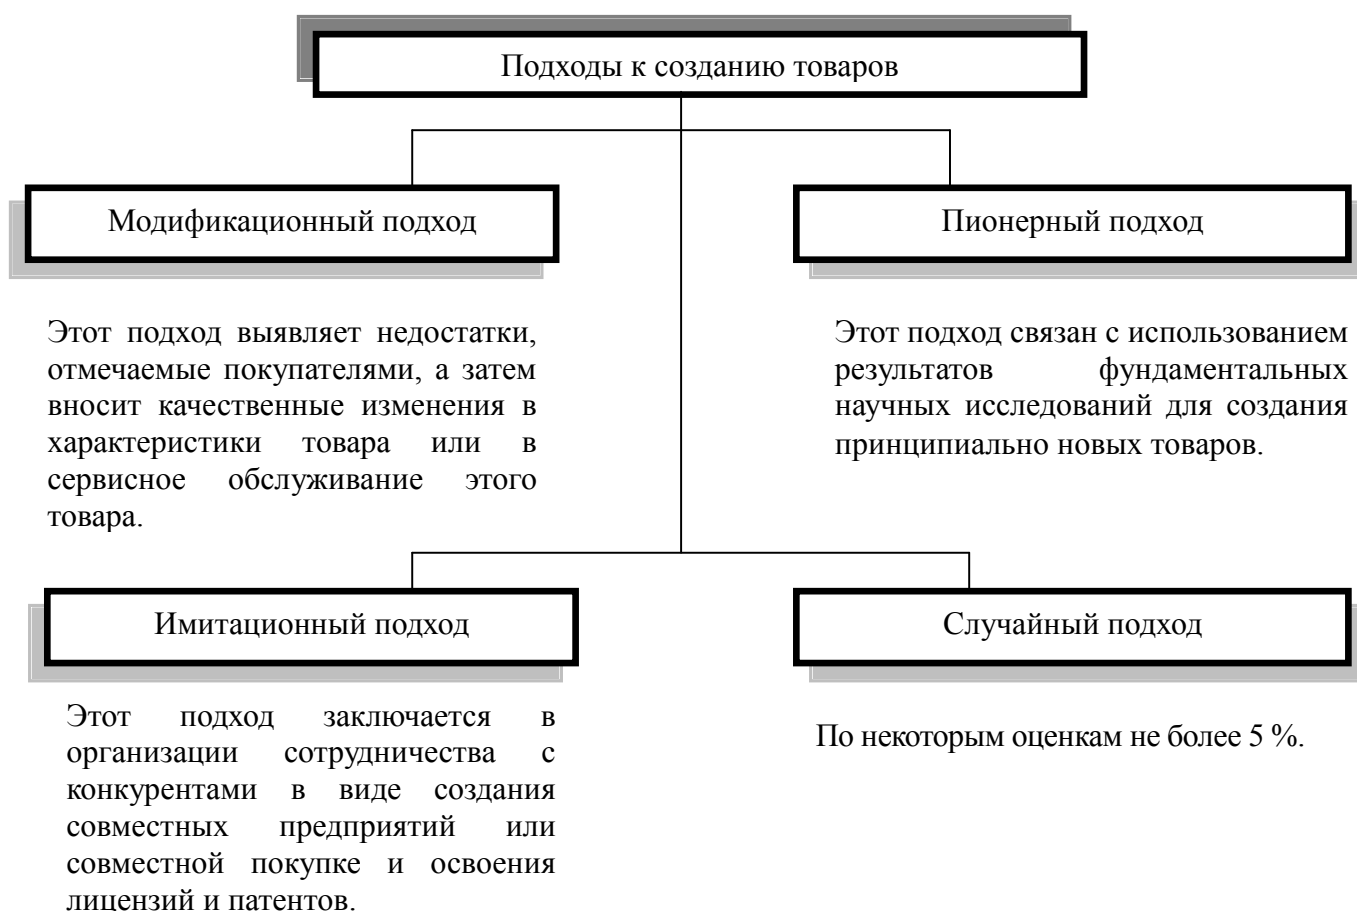 Подходы к созданию товаров
Модификационный подход
Пионерный подход
Этот подход выявляет недостатки,
отмечаемые покупателями, а затем
вносит качественные изменения в
характеристики товара или в
сервисное обслуживание этого
товара.
Этот подход связан с использованием
результатов фундаментальных
научных исследований для создания
принципиально новых товаров.
Имитационный подход
Случайный подход
Этот подход заключается в
организации сотрудничества с
конкурентами в виде создания
совместных предприятий или
совместной покупке и освоения
лицензий и патентов.
По некоторым оценкам не более 5 %.